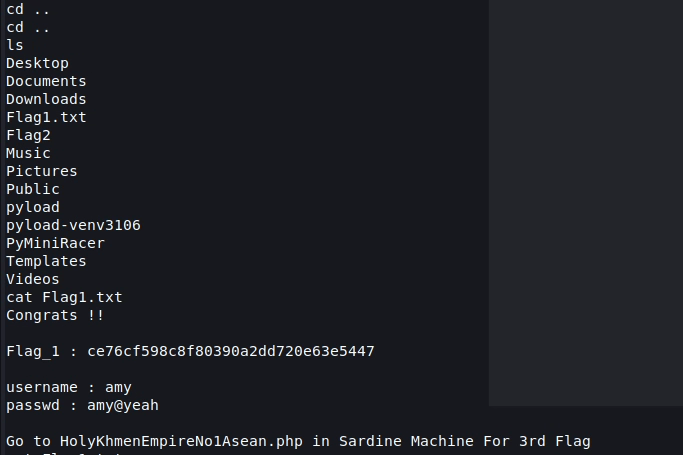 cd ..
cd ..
ls
Desktop
Documents
Downloads
Flag1.txt
Flag2
Music
Pictures
Public
pyload
pyload-venv3106
PyMiniRacer
Templates
Videos
cat Flag1.txt
Congrats !!
Flag_1 : ce76cf598c8f80390a2dd720e63e5447
username : amy
passwd : amy@yeah
Go to HolyKhmenEmpireNo1Asean.php in Sardine Machine For 3rd Flag